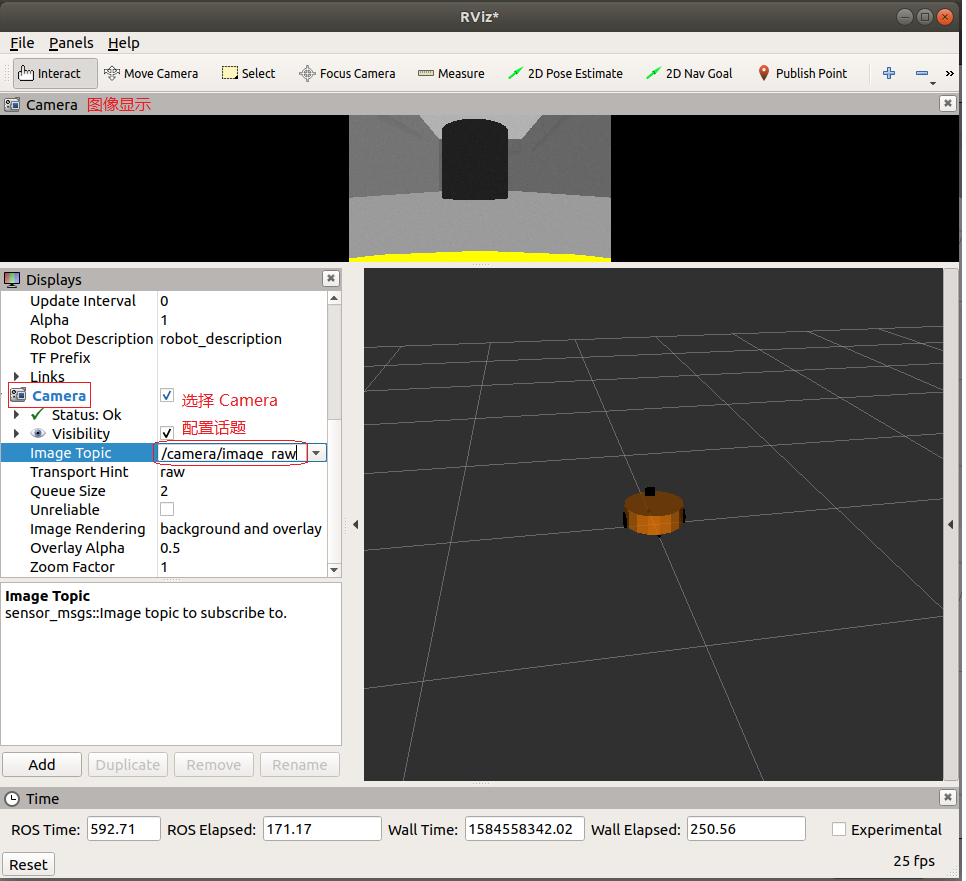 RViz*
File Panels Help
Interact Move Camera Select Focus Camera Measure 2D Pose Estimate 2D Nav Goal Publish Point »
Camera 图像显示
Displays
Update Interval 0
Alpha 1
Robot Description robot_description
TF Prefix
Links
Camera 选择 Camera
Status: Ok
Visibility 配置话题
Image Topic /camera/image_raw
Transport Hint raw
Queue Size 2
Unreliable
Image Rendering background and overlay
Overlay Alpha 0.5
Zoom Factor 1
Image Topic
sensor_msgs::Image topic to subscribe to.
Add Duplicate Remove Rename
Time
ROS Time: 592.71 ROS Elapsed: 171.17 Wall Time: 1584558342.02 Wall Elapsed: 250.56 Experimental
Reset 25 fps